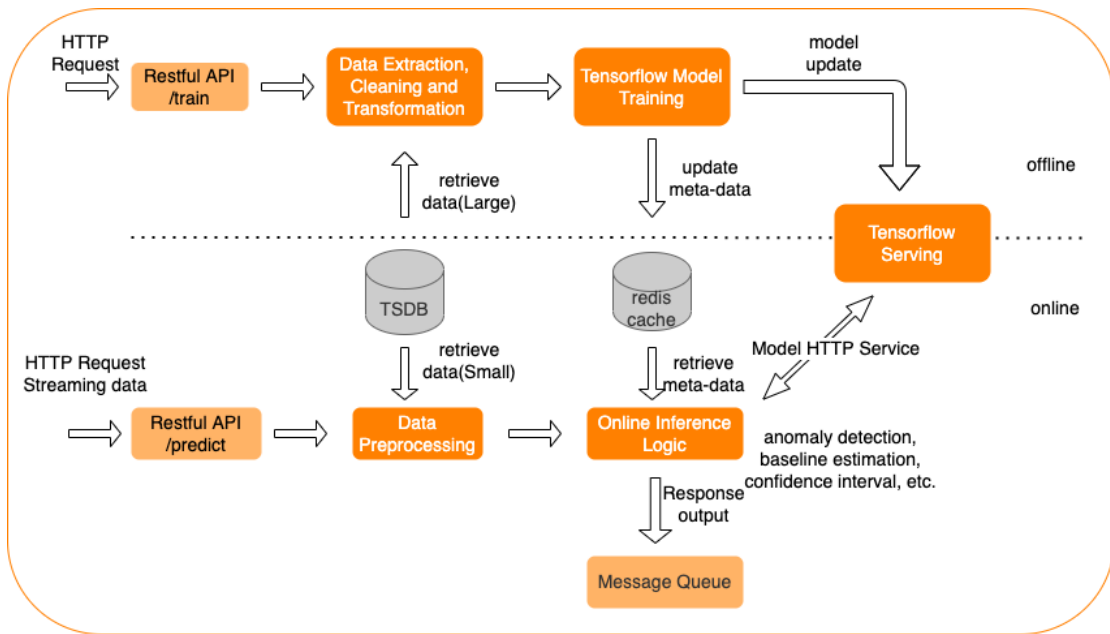 HTTP
Request
Restful API
/train
Data Extraction,
Cleaning and
Transformation
Tensorflow Model
Training
model
update
retrieve
data(Large)
update
meta-data
offline
Tensorflow
Serving
TSDB
redis
cache
online
HTTP Request
Streaming data
retrieve
data(Small)
retrieve
meta-data
Model HTTP Service
Restful API
/predict
Data
Preprocessing
Online Inference
Logic
anomaly detection,
baseline estimation,
confidence interval, etc.
Response
output
Message Queue